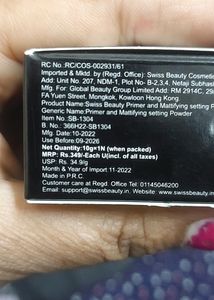 RC No .RC/COS-002931/61
Imported & Mktd. by (Regd. Office) : Swiss Beauty Cosmetics
Add: Unit No. 207, NDM-1, Plot No- B-2,3,4, Netaji Subhash
Mfg. For: Global Beauty Group Limited Add: RM 2914C, 29
FA Yuen Street, Mongkok, Kowloon Hong Kong.
Product Name:Swiss Beauty Primer and Mattifying setting P
Generic Name: Primer and Mattifying setting Powder
Item No. -SB-1304
B. No.- 366H22-SB1304
Mfg. Date:10-2022
Use Before:09-2026
Net Quantity:10g=1N (when packed)
MRP: Rs.349/-Each U(incl. of all taxes)
USP : Rs. 34.9/g
Month & Year of Import 11-2022
Made in P.R.C.
Customer care at Regd. Office Tel: 01145046200
Email: support@swissbeauty.in, Website: www.swissbeauty.in